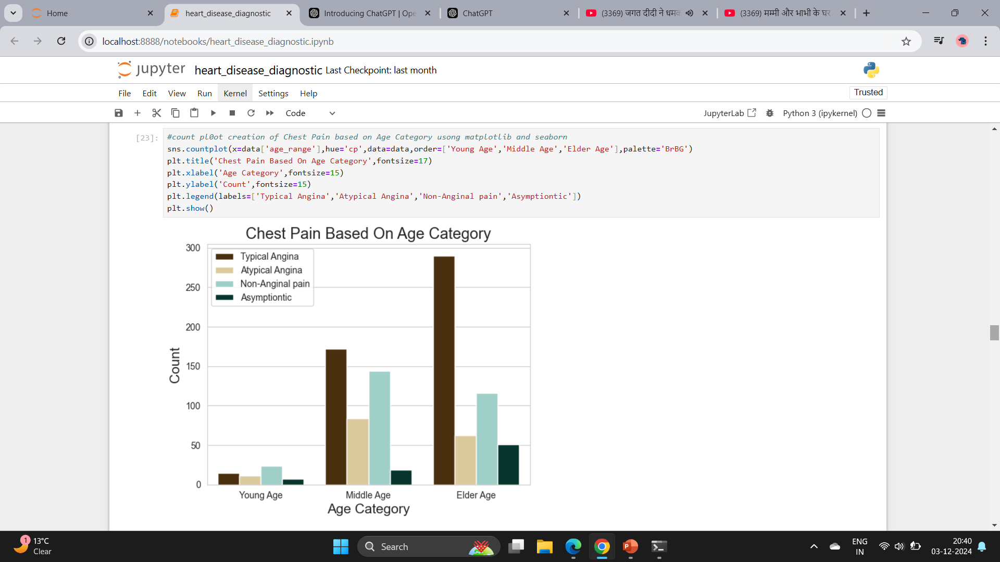 Home
heart_disease_diagnostic
Introducing ChatGPT | Ope
ChatGPT
(3369) जगत दीदी ने धमव
(3369) मम्मी और भाभी के घर
localhost:8888/notebooks/heart_disease_diagnostic.ipynb
jupyter heart_disease_diagnostic Last Checkpoint: last month
File Edit View Run Kernel Settings Help
Trusted
Code
JupyterLab
Python 3 (ipykernel)
[23]:
#count pl0ot creation of Chest Pain based on Age Category usong matplotlib and seaborn
sns.countplot(x=data['age_range'],hue='cp',data=data,order=['Young Age','Middle Age','Elder Age'],palette='BrBG')
plt.title('Chest Pain Based On Age Category',fontsize=17)
plt.xlabel('Age Category',fontsize=15)
plt.ylabel('Count',fontsize=15)
plt.legend(labels=['Typical Angina','Atypical Angina','Non-Anginal pain','Asymptiontic'])
plt.show()
Chest Pain Based On Age Category
300
250
200
150
100
50
0
Count
Typical Angina
Atypical Angina
Non-Anginal pain
Asymptiontic
Young Age
Middle Age
Elder Age
Age Category
1
13°C
Clear
Search
ENG
IN
20:40
03-12-2024